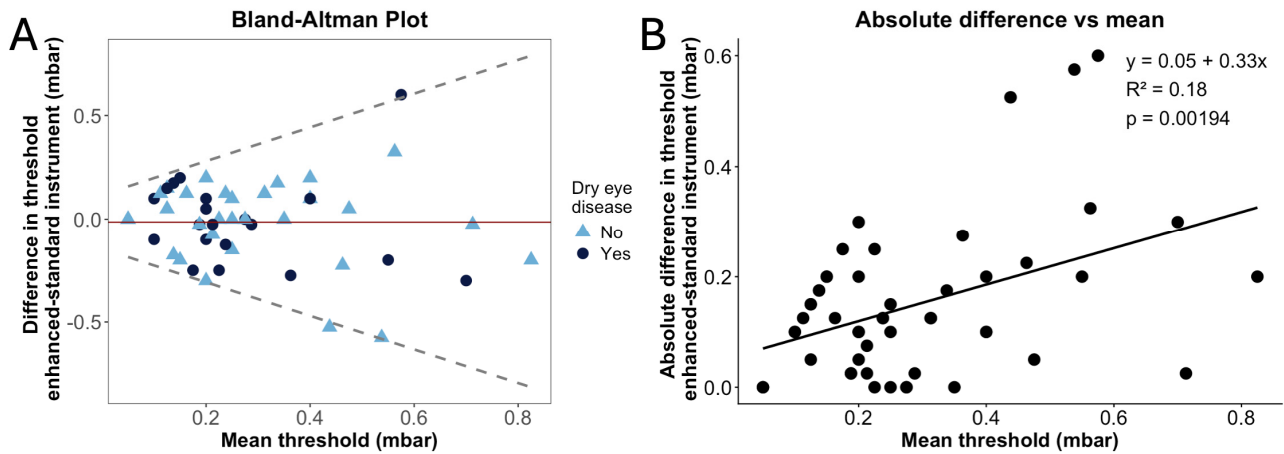 A
Bland-Altman Plot
Difference in threshold
enhanced-standard instrument (mbar)
0.5
0.0
-0.5
0.2
0.4
0.6
0.8
Mean threshold (mbar)
Dry eye
disease
No
Yes
B
Absolute difference vs mean
Absolute difference in threshold
enhanced-standard instrument (mbar)
0.6
0.4
0.2
0.0
y = 0.05 + 0.33x
R² = 0.18
p = 0.00194
0.2
0.4
0.6
0.8
Mean threshold (mbar)